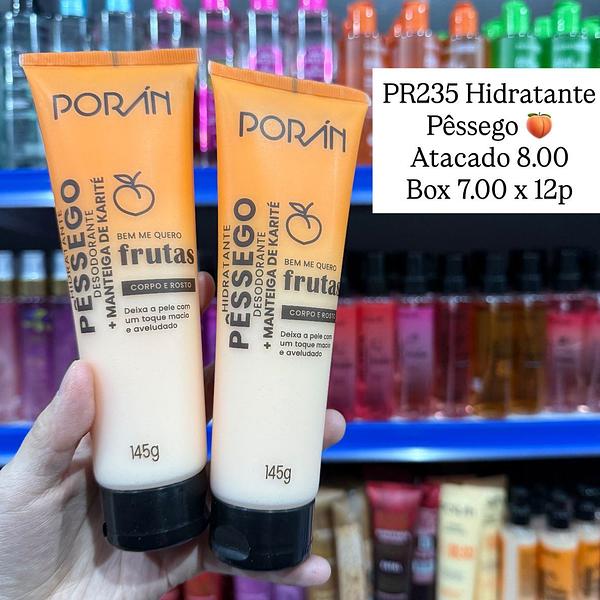 PR235 Hidratante
Pêssego 🍑
Atacado 8.00
Box 7.00 x 12p
PORÁN
HIDRATANTE
PÊSSEGO
DESODORANTE
+ MANTEIGA DE KARITÉ
BEM ME QUERO
frutas
CORPO E ROSTO
Deixa a pele com
um toque macio
e aveludado
145g
PORÁN
HIDRATANTE
PÊSSEGO
DESODORANTE
+ MANTEIGA DE KARITÉ
BEM ME QUERO
frutas
CORPO E ROSTO
Deixa a pele com
um toque macio
e aveludado
145g